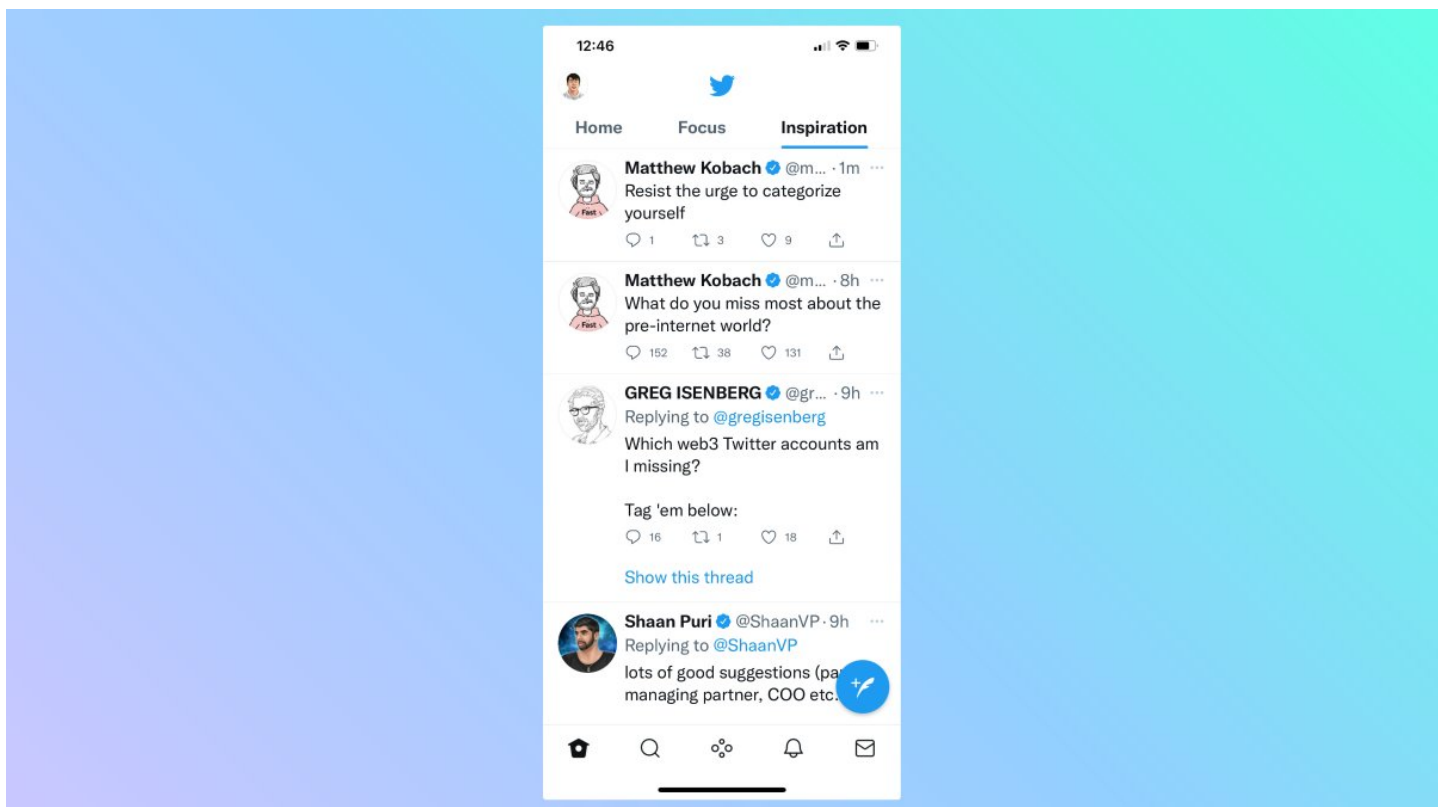 12:46
Home Focus Inspiration
Matthew Kobach @m... · 1m ...
Resist the urge to categorize
yourself
1 3 9
Fast
Matthew Kobach @m... · 8h ...
What do you miss most about the
pre-internet world?
Fast
152 38 131
GREG ISENBERG @gr... · 9h ...
Replying to @gregisenberg
Which web3 Twitter accounts am
I missing?
Tag 'em below:
16 1 18
Show this thread
Shaan Puri @ShaanVP · 9h ...
Replying to @ShaanVP
lots of good suggestions (pa
managing partner, COO etc.